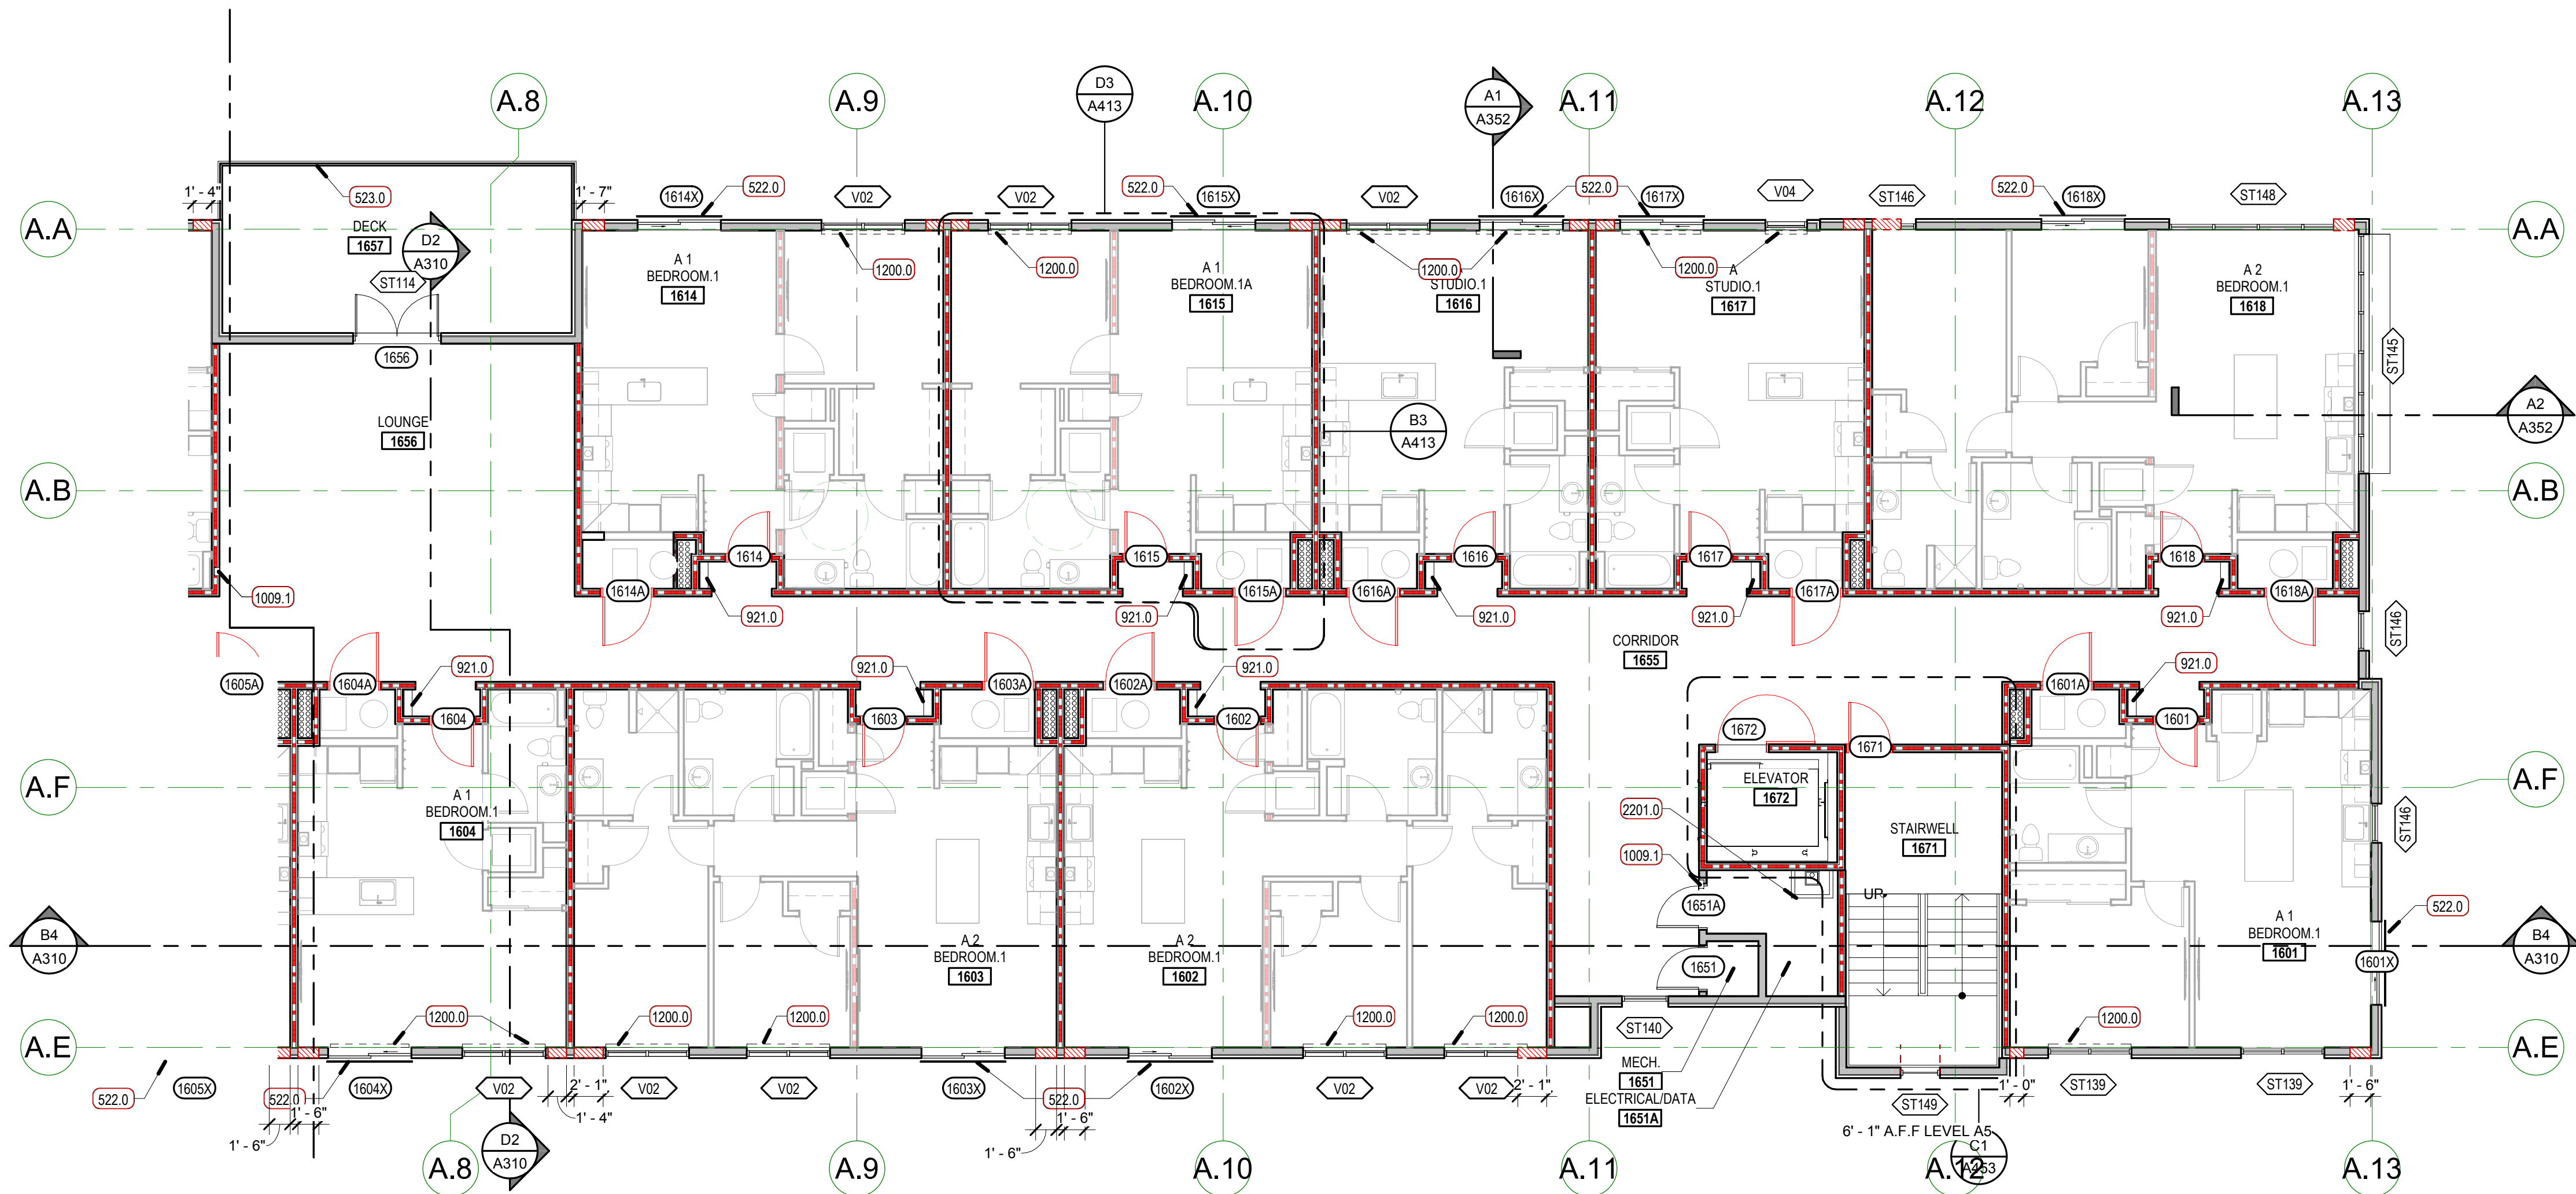 A.8
A.9
D3
A413
A.10
A1
A352
A.11
A.12
A.13
1' - 4"
523.0
1' - 7"
1614X
522.0
V02
V02
522.0
1615X
V02
1616X
522.0
1617X
V04
ST146
522.0
1618X
ST148
A.A
A.A
DECK
1657
D2
A310
ST114
A 1
BEDROOM.1
1614
1200.0
1200.0
A 1
BEDROOM.1A
1615
1200.0
STUDIO.1
1616
1200.0
A
STUDIO.1
1617
A 2
BEDROOM.1
1618
ST145
1656
LOUNGE
1656
B3
A413
A2
A352
A.B
A.B
1614
1615
1616
1617
1618
1009.1
1614A
921.0
921.0
1615A
1616A
921.0
921.0
1617A
921.0
1618A
ST146
CORRIDOR
1655
1605A
1604A
921.0
921.0
1603A
1602A
921.0
1601A
921.0
1604
1603
1602
1672
1671
1601
A.F
A.F
A 1
BEDROOM.1
1604
ELEVATOR
1672
2201.0
STAIRWELL
1671
ST146
1009.1
UP
1651A
522.0
B4
A310
A 2
BEDROOM.1
1603
A 2
BEDROOM.1
1602
1651
A 1
BEDROOM.1
1601
1601X
B4
A310
1200.0
1200.0
1200.0
1200.0
1200.0
1200.0
ST140
A.E
A.E
522.0
1605X
522.0
1604X
V02
2' - 1"
V02
V02
1603X
522.0
1602X
V02
V02
2' - 1"
MECH.
1651
ELECTRICAL/DATA
1651A
1' - 0"
ST139
ST139
1' - 6"
1' - 6"
1' - 6"
1' - 4"
1' - 6"
1' - 6"
ST149
6' - 1" A.F.F LEVEL A5
C1
A453
A.8
D2
A310
A.9
A.10
A.11
A.12
A.13